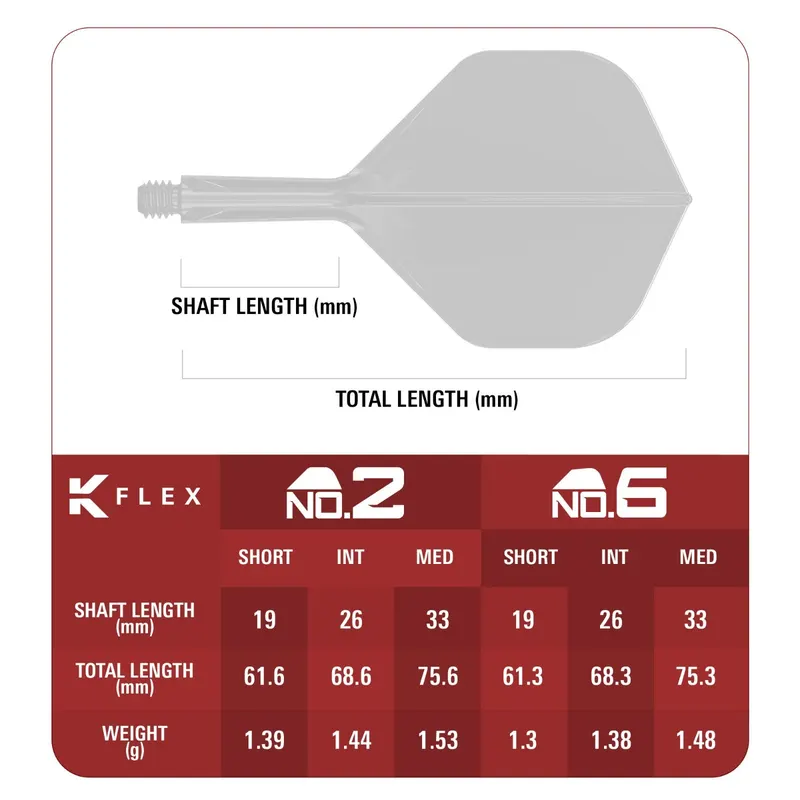 SHAFT LENGTH (mm)
TOTAL LENGTH (mm)
K FLEX NO.2 NO.6
SHORT INT MED SHORT INT MED
SHAFT LENGTH (mm) 19 26 33 19 26 33
TOTAL LENGTH (mm) 61.6 68.6 75.6 61.3 68.3 75.3
WEIGHT (g) 1.39 1.44 1.53 1.3 1.38 1.48